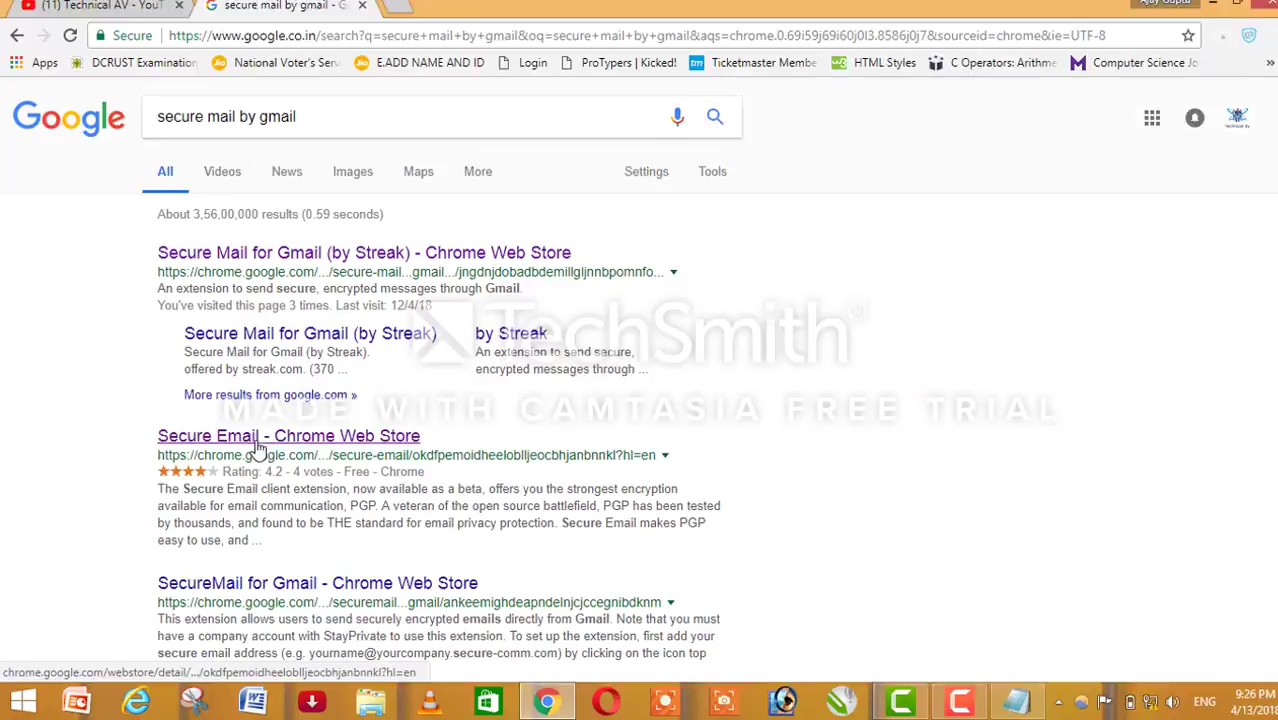 (11) Technical AV - YouT
secure mail by gmail - G
Ajay Gupta
Secure https://www.google.co.in/search?q=secure+mail+by+gmail&oq=secure+mail+by+gmail&aqs=chrome.0.69i59j69i60j0l3.8586j0j7&sourceid=chrome&ie=UTF-8
Apps DCRUST Examination National Voter's Serv E.ADD NAME AND ID Login ProTypers | Kicked! Ticketmaster Membe HTML Styles C Operators: Arithme Computer Science Jo »
Google
secure mail by gmail
All Videos News Images Maps More Settings Tools
About 3,56,00,000 results (0.59 seconds)
Secure Mail for Gmail (by Streak) - Chrome Web Store
https://chrome.google.com/.../secure-mail...gmail.../jngdnjdobadbdemillgljnnbpomnfo...
An extension to send secure, encrypted messages through Gmail.
You've visited this page 3 times. Last visit: 12/4/18
Secure Mail for Gmail (by Streak)
Secure Mail for Gmail (by Streak).
offered by streak.com. (370 ...
by Streak
An extension to send secure,
encrypted messages through ...
More results from google.com »
TechSmith
MADE WITH CAMTASIA FREE TRIAL
Secure Email - Chrome Web Store
https://chrome.google.com/.../secure-email/okdfpemoidheeloblljeocbhjanbnnkl?hl=en
Rating: 4.2 - 4 votes - Free - Chrome
The Secure Email client extension, now available as a beta, offers you the strongest encryption
available for email communication, PGP. A veteran of the open source battlefield, PGP has been tested
by thousands, and found to be THE standard for email privacy protection. Secure Email makes PGP
easy to use, and ...
SecureMail for Gmail - Chrome Web Store
https://chrome.google.com/.../securemail...gmail/ankeemighdeapndelnjcjccegnibdknm
This extension allows users to send securely encrypted emails directly from Gmail. Note that you must
have a company account with StayPrivate to use this extension. To set up the extension, first add your
secure email address (e.g. yourname@yourcompany.secure-comm.com) by clicking on the icon top
chrome.google.com/webstore/detail/.../okdfpemoidheeloblljeocbhjanbnnkl?hl=en
ENG
9:26 PM
4/13/2018